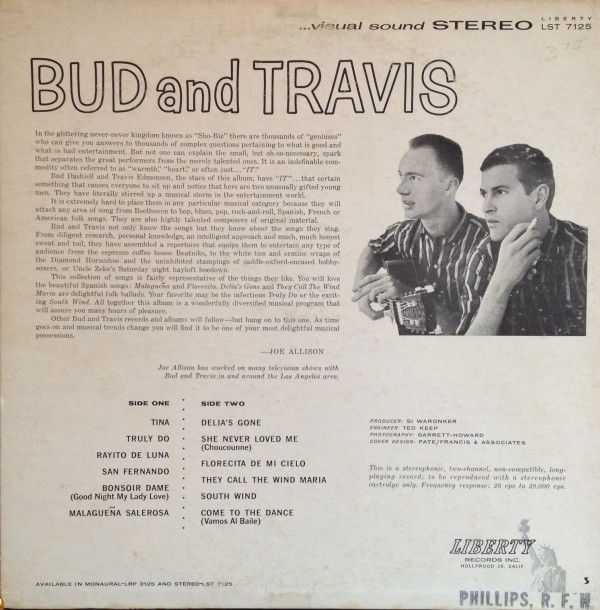 ...visual sound STEREO LIBERTY LST 7125
BUD and TRAVIS
In the glittering never-never kingdom known as "Sho-Biz" there are thousands of "geniuses"
who can give you answers to thousands of complex questions pertaining to what is good and
what is bad entertainment. But not one can explain the small, but oh-so-necessary, spark
that separates the great performers from the merely talented ones. It is an indefinable com-
modity often referred to as "warmth," "heart," or often just...."IT."
Bud Dashiell and Travis Edmonson, the stars of this album, have "IT"...that certain
something that causes everyone to sit up and notice that here are two unusually gifted young
men. They have literally stirred up a musical storm in the entertainment world.
It is extremely hard to place them in any particular musical category because they will
attack any area of song from Beethoven to bop, blues, pop, rock-and-roll, Spanish, French or
American folk songs. They are also highly talented composers of original material.
Bud and Travis not only know the songs but they know about the songs they sing.
From diligent research, personal knowledge, an intelligent approach and much, much honest
sweat and toil, they have assembled a repertoire that equips them to entertain any type of
audience from the espresso coffee house Beatniks, to the white ties and ermine wraps of
the Diamond Horseshoe and the uninhibited stampings of saddle-oxford-encased bobby-
soxers, or Uncle Zeke's Saturday night hayloft hoedown.
This collection of songs is fairly representative of the things they like. You will love
the beautiful Spanish songs: Malagueña and Florecita. Delia's Gone and They Call The Wind
Maria are delightful folk ballads. Your favorite may be the infectious Truly Do or the excit-
ing South Wind. All together this album is a wonderfully diversified musical program that
will assure you many hours of pleasure.
Other Bud and Travis records and albums will follow—but hang on to this one. As time
goes on and musical trends change you will find it to be one of your most delightful musical
possessions.
—JOE ALLISON
Joe Allison has worked on many television shows with
Bud and Travis in and around the Los Angeles area.
SIDE ONE
TINA
TRULY DO
RAYITO DE LUNA
SAN FERNANDO
BONSOIR DAME
(Good Night My Lady Love)
MALAGUEÑA SALEROSA
SIDE TWO
DELIA'S GONE
SHE NEVER LOVED ME
(Choucounne)
FLORECITA DE MI CIELO
THEY CALL THE WIND MARIA
SOUTH WIND
COME TO THE DANCE
(Vamos Al Baile)
PRODUCER: SI WARONKER
ENGINEER: TED KEEP
PHOTOGRAPHY: GARRETT-HOWARD
COVER DESIGN: PATE/FRANCIS & ASSOCIATES
This is a stereophonic, two-channel, non-compatible, long-
playing record; to be reproduced with a stereophonic
cartridge only. Frequency response: 20 cps to 20,000 cps.
LIBERTY
RECORDS INC.
HOLLYWOOD 28, CALIF.
AVAILABLE IN MONAURAL-LRP 3125 AND STEREO-LST 7125
S
PHILLIPS, R. F. H